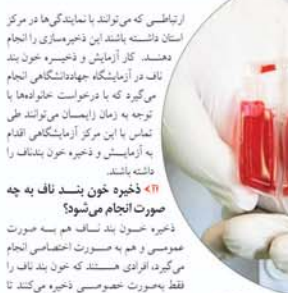 ارتباطی که می‌توانند با نمایندگی‌ها در مرکز
استان داشته باشند این ذخیره‌سازی را انجام
دهند. کار آزمایش و ذخیره خون بند
ناف در آزمایشگاه جهاددانشگاهی انجام
می‌گیرد که با درخواست خانواده‌ها با
توجه به زمان زایمان می‌توانند طی
تماس با این مرکز آزمایشگاهی اقدام
به آزمایش و ذخیره خون بندناف را
داشته باشند.
ذخیره خون بند ناف به چه
صورت انجام می‌شود؟
ذخیره خون بند ناف هم به صورت
عمومی و هم به صورت اختصاصی انجام
می‌گیرد، افرادی هستند که خون بند ناف را
فقط به‌صورت خصوصی ذخیره می‌کنند تا